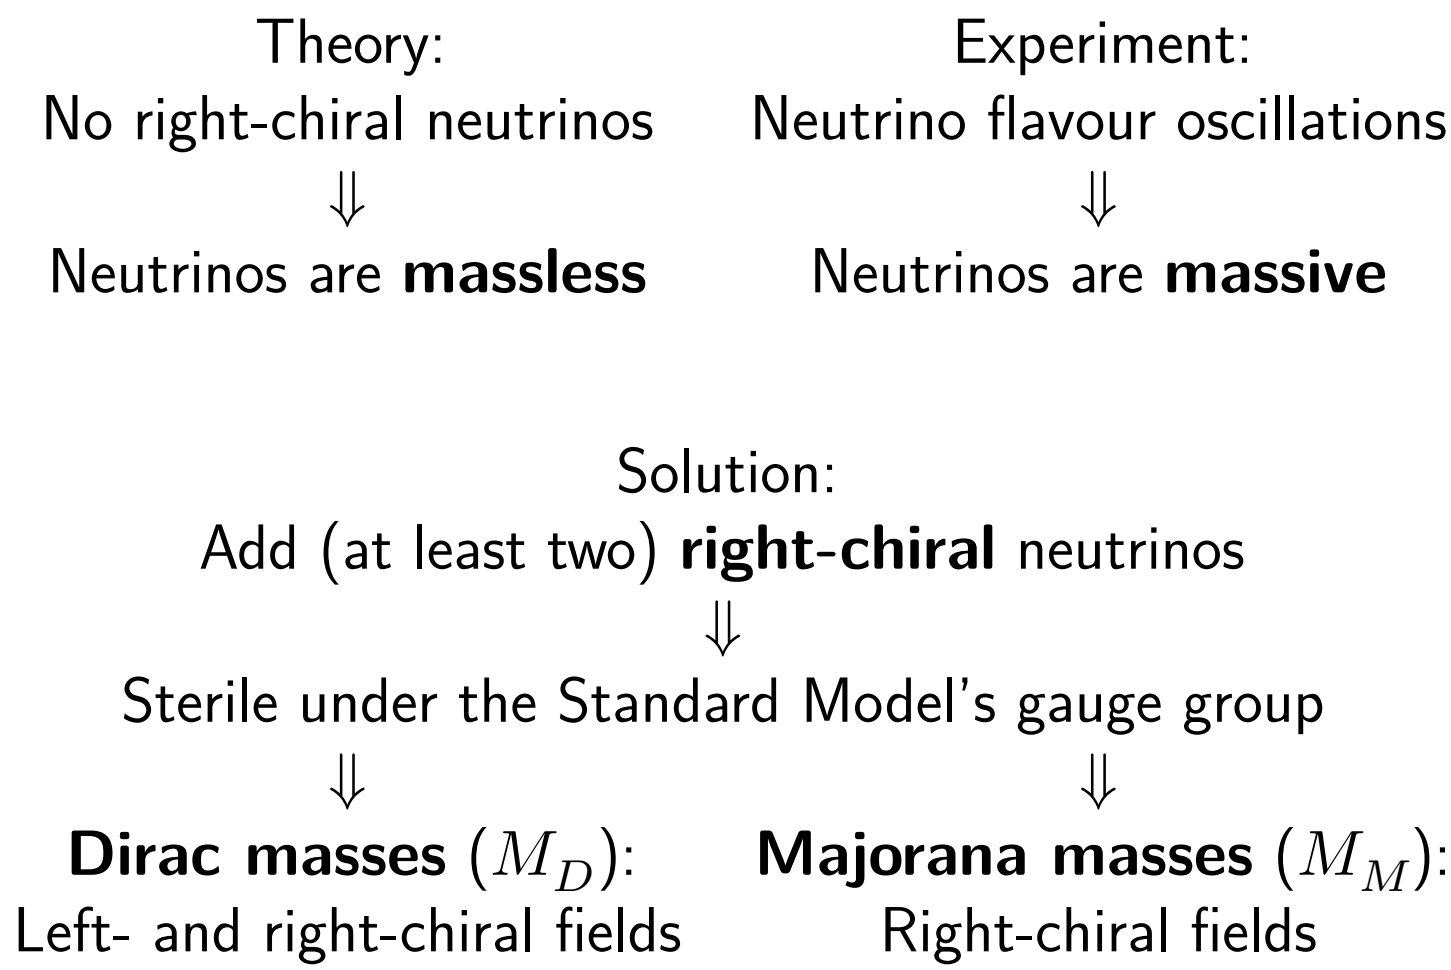 Theory:
No right-chiral neutrinos
⇓
Neutrinos are massless
Experiment:
Neutrino flavour oscillations
⇓
Neutrinos are massive
Solution:
Add (at least two) right-chiral neutrinos
⇓
Sterile under the Standard Model's gauge group
⇓
Dirac masses (M_D):
Left- and right-chiral fields
⇓
Majorana masses (M_M):
Right-chiral fields